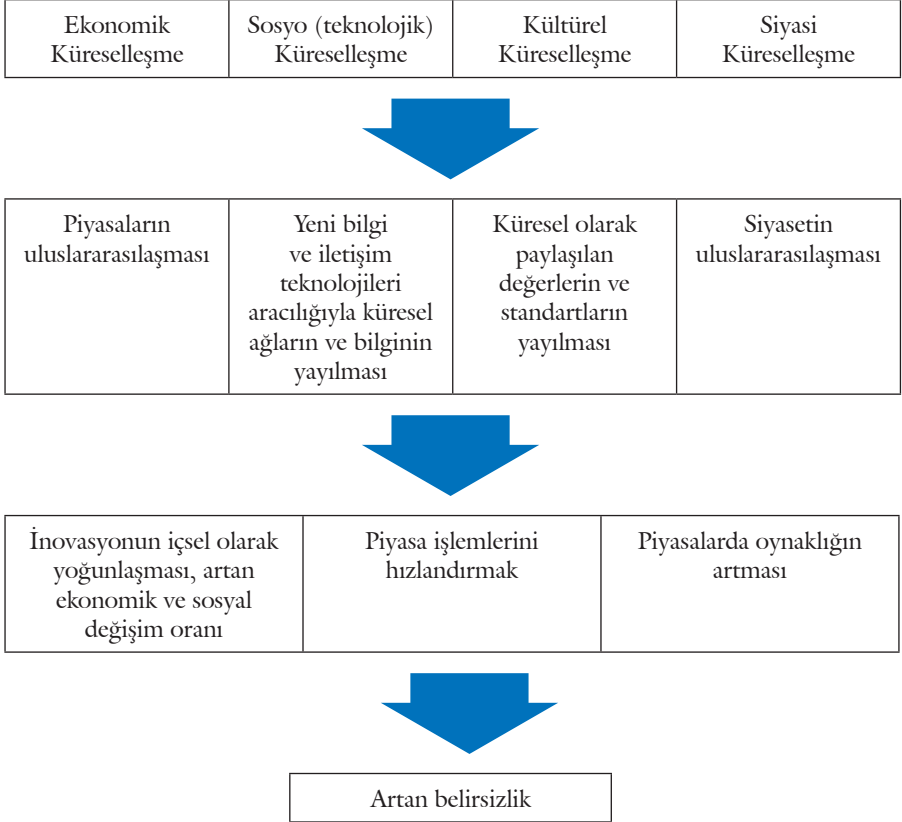 Ekonomik
Küreselleşme
Sosyo (teknolojik)
Küreselleşme
Kültürel
Küreselleşme
Siyasi
Küreselleşme
Piyasaların
uluslararasılaşması
Yeni bilgi
ve iletişim
teknolojileri
aracılığıyla küresel
ağların ve bilginin
yayılması
Küresel olarak
paylaşılan
değerlerin ve
standartların
yayılması
Siyasetin
uluslararasılaşması
İnovasyonun içsel olarak
yoğunlaşması, artan
ekonomik ve sosyal
değişim oranı
Piyasa işlemlerini
hızlandırmak
Piyasalarda oynaklığın
artması
Artan belirsizlik